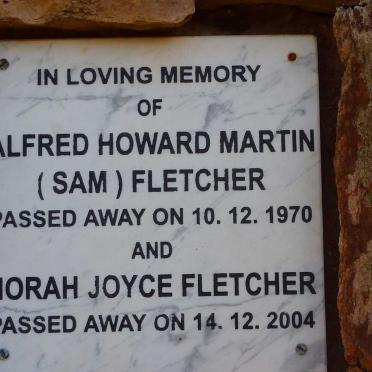 IN LOVING MEMORY
OF
ALFRED HOWARD MARTIN
( SAM ) FLETCHER
PASSED AWAY ON 10. 12. 1970
AND
NORAH JOYCE FLETCHER
PASSED AWAY ON 14. 12. 2004